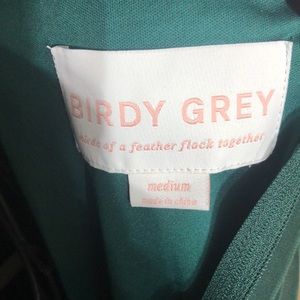 BIRDY GREY
birds of a feather flock together
medium
made in china